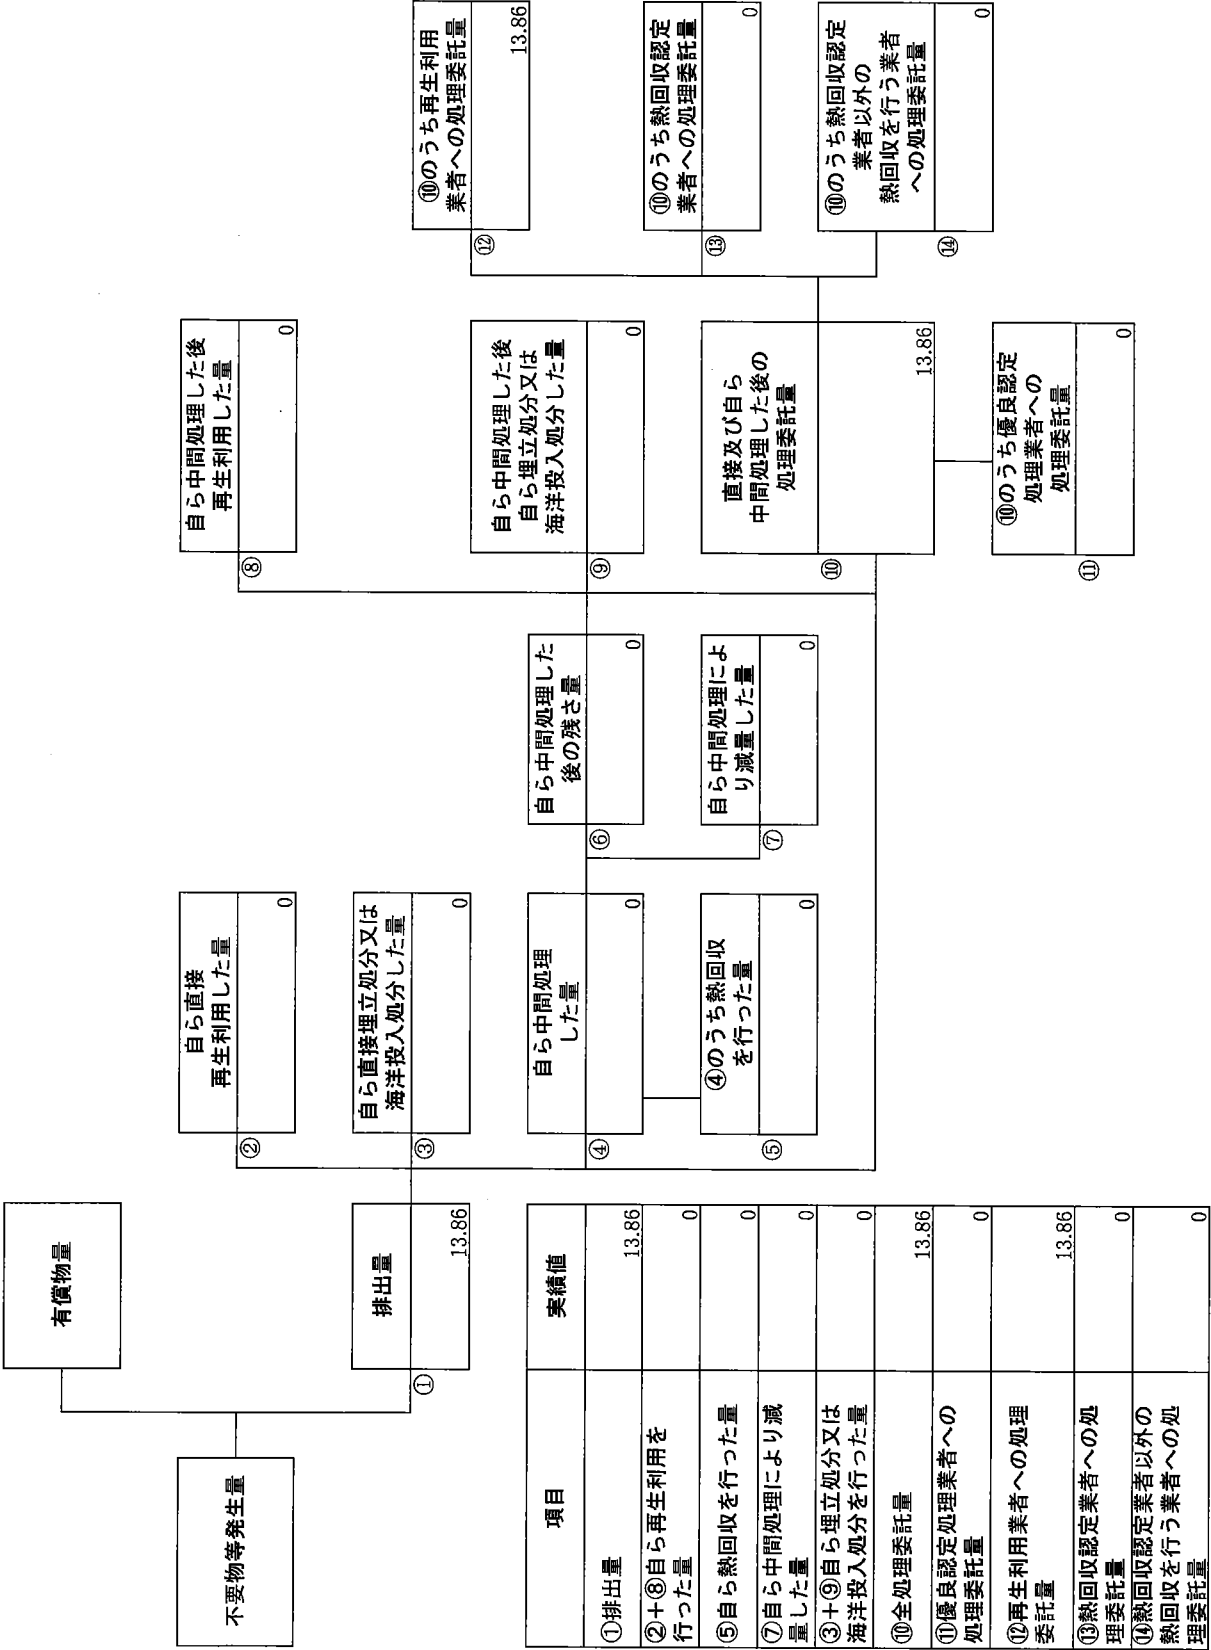 不要物等発生量
有償物量
①
排出量
13.86
②
自ら直接
再生利用した量
0
③
自ら直接埋立処分又は
海洋投入処分した量
0
④
自ら中間処理
した量
0
⑤
④のうち熱回収
を行った量
0
⑥
自ら中間処理した
後の残さ量
0
⑦
自ら中間処理によ
り減量した量
0
⑧
自ら中間処理した後
再生利用した量
0
⑨
自ら中間処理した後
自ら埋立処分又は
海洋投入処分した量
0
⑩
直接及び自ら
中間処理した後の
処理委託量
13.86
⑪
⑩のうち優良認定
処理業者への
処理委託量
0
⑫
⑩のうち再生利用
業者への処理委託量
13.86
⑬
⑩のうち熱回収認定
業者への処理委託量
0
⑭
⑩のうち熱回収認定
業者以外の
熱回収を行う業者
への処理委託量
0
項目
実績値
①排出量
13.86
②+⑧自ら再生利用を
行った量
0
⑤自ら熱回収を行った量
0
⑦自ら中間処理により減
量した量
0
③+⑨自ら埋立処分又は
海洋投入処分を行った量
0
⑩全処理委託量
13.86
⑪優良認定処理業者への
処理委託量
0
⑫再生利用業者への処理
委託量
13.86
⑬熱回収認定業者への処
理委託量
0
⑭熱回収認定業者以外の
熱回収を行う業者への処
理委託量
0